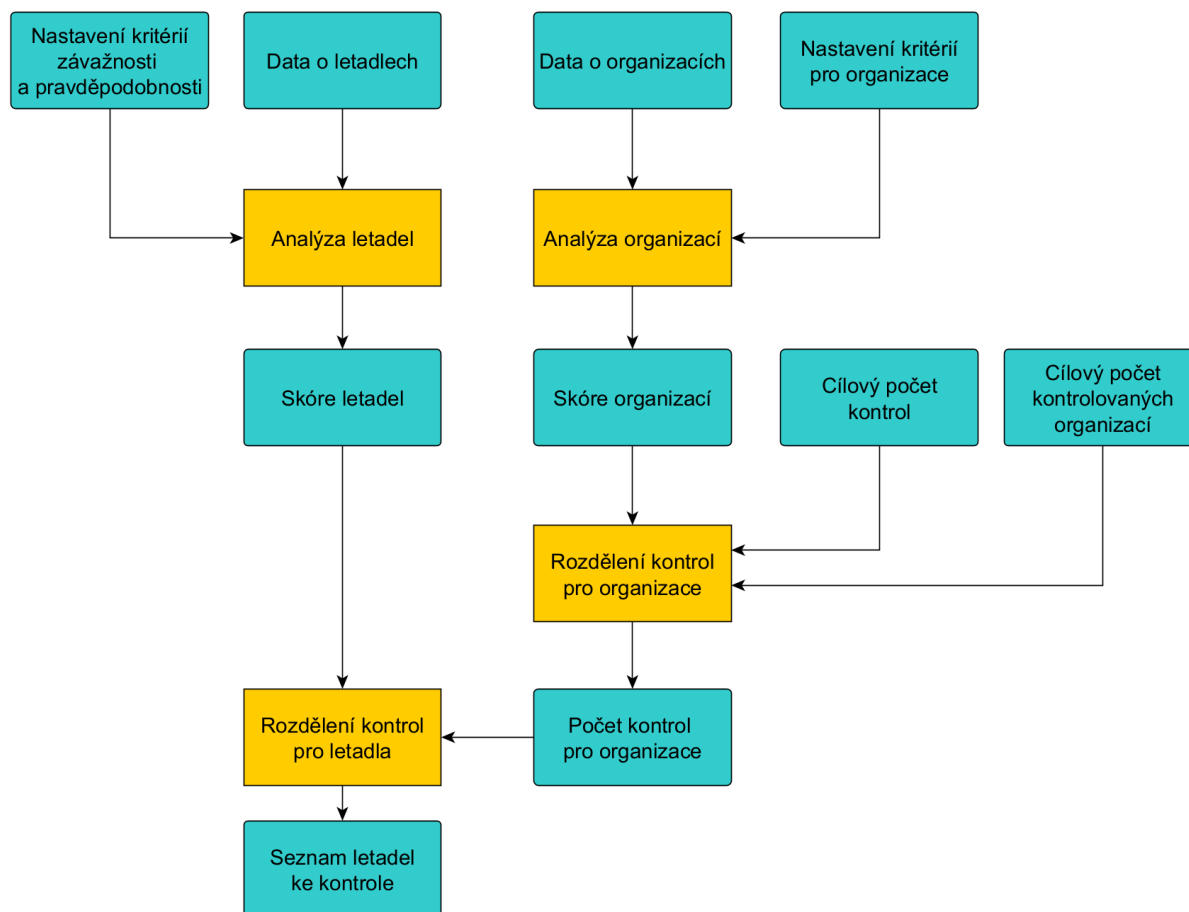 Nastavení kritérií
závažnosti
a pravděpodobnosti
Data o letadlech
Data o organizacích
Nastavení kritérií
pro organizace
Analýza letadel
Analýza organizací
Skóre letadel
Skóre organizací
Cílový počet
kontrol
Cílový počet
kontrolovaných
organizací
Rozdělení kontrol
pro organizace
Rozdělení kontrol
pro letadla
Počet kontrol
pro organizace
Seznam letadel
ke kontrole